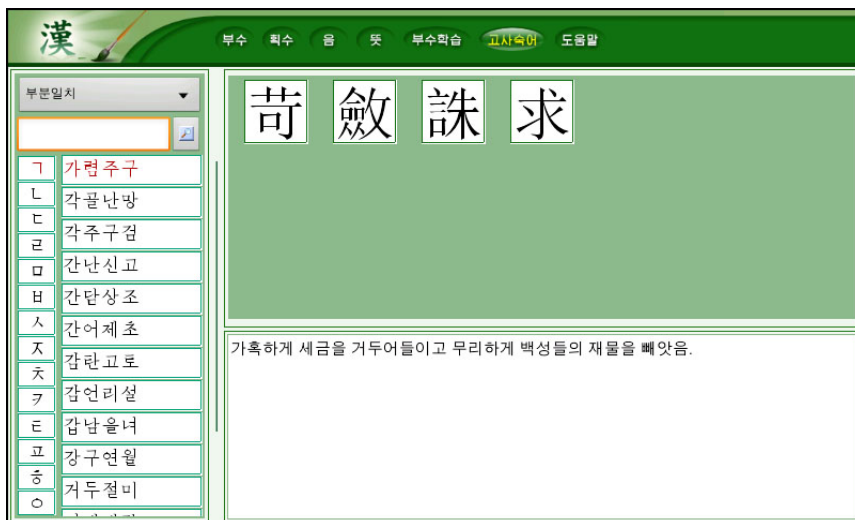 漢
부수 획수 음 뜻 부수학습 고사숙어 도움말
부분일치
ㄱ
ㄴ
ㄷ
ㄹ
ㅁ
ㅂ
ㅅ
ㅈ
ㅊ
ㅋ
ㅌ
ㅍ
ㅎ
ㅇ
가렴주구
각골난망
각주구검
간난신고
간담상조
간어제초
감탄고토
감언리설
갑남을녀
강구연월
거두절미
苛 斂 誅 求
가혹하게 세금을 거두어들이고 무리하게 백성들의 재물을 빼앗음.